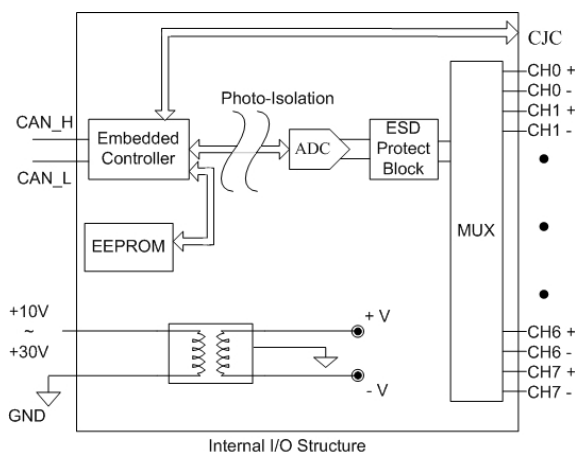 CJC
CH0 +
CH0 -
CH1 +
CH1 -
Photo-Isolation
CAN_H
CAN_L
Embedded
Controller
ADC
ESD
Protect
Block
MUX
EEPROM
+10V
~
+30V
GND
+ V
- V
CH6 +
CH6 -
CH7 +
CH7 -
Internal I/O Structure